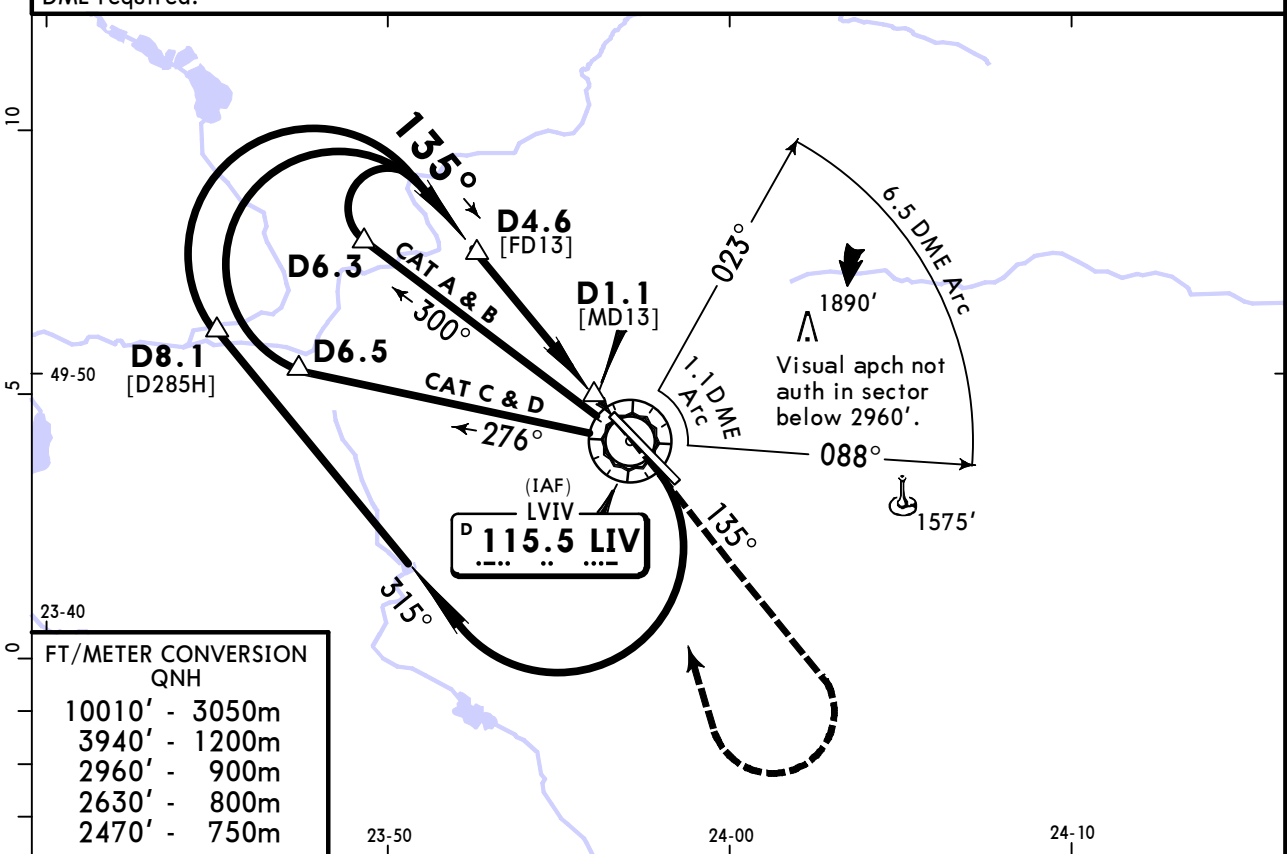 DME required.
10
135°
D4.6
[FD13]
023°
6.5 DME Arc
D6.3
CAT A & B
300°
D1.1
[MD13]
1890'
D8.1
[D285H]
D6.5
5
49-50
CAT C & D
276°
1.1 DME
Arc
Visual apch not
auth in sector
below 2960'.
088°
(IAF)
LVIV
D 115.5 LIV
135°
1575'
315°
23-40
0
FT/METER CONVERSION
QNH
10010' - 3050m
3940' - 1200m
2960' - 900m
2630' - 800m
2470' - 750m
23-50
24-00
24-10